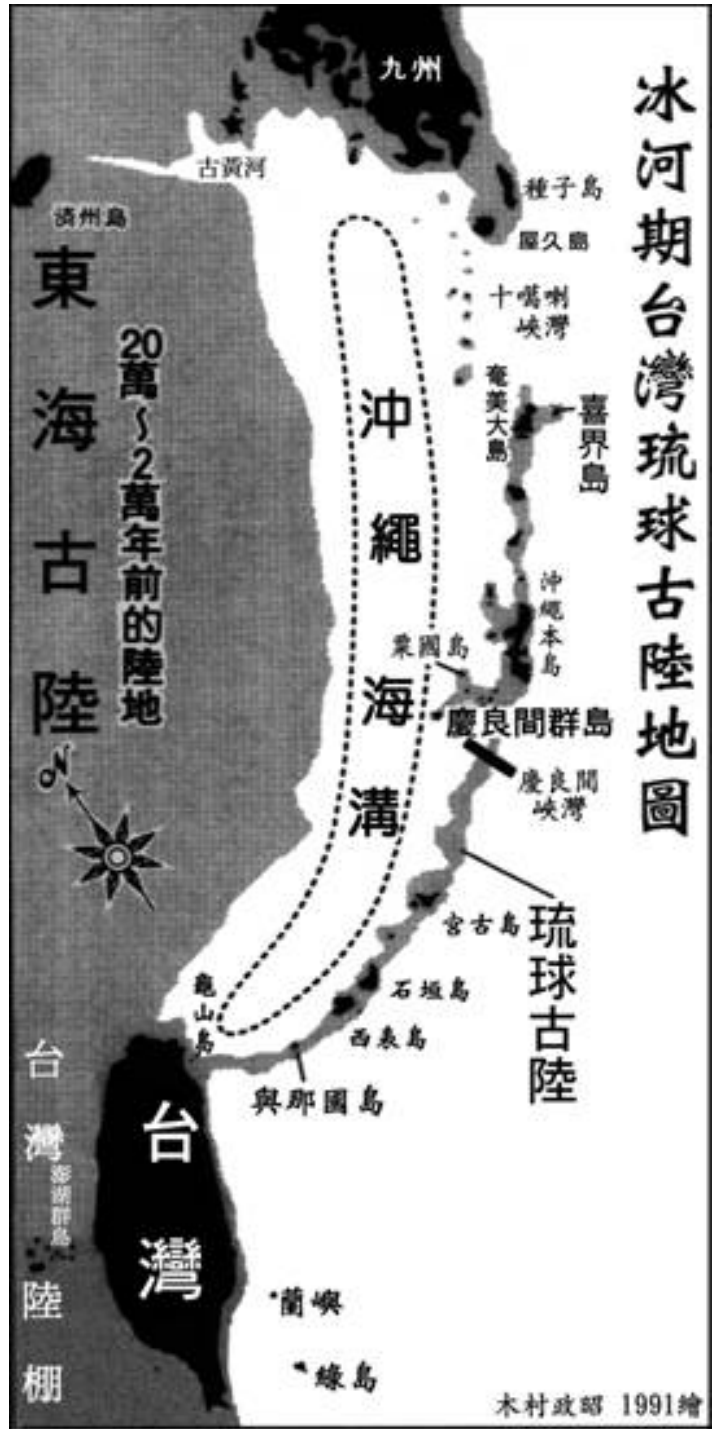 冰河期台灣琉球古陸地圖
九州
古黃河
濟州島
種子島
屋久島
十噶喇
峽灣
東海古陸
20萬~2萬年前的陸地
沖繩海溝
奄美大島
喜界島
沖繩本島
粟國島
慶良間群島
慶良間
峽灣
N
琉球古陸
宮古島
石垣島
西表島
與那國島
龜山島
台灣
台灣陸棚
澎湖群島
蘭嶼
綠島
木村政昭 1991繪